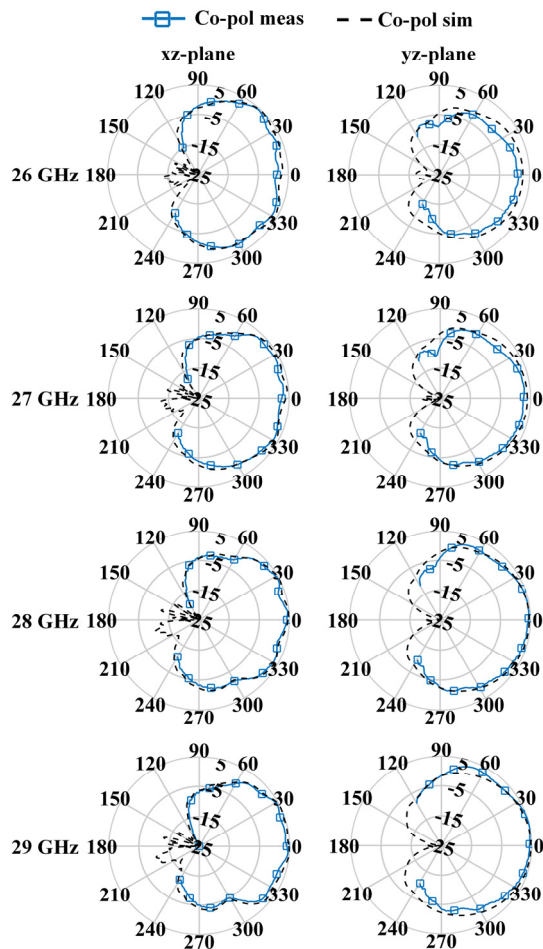 Co-pol meas Co-pol sim
xz-plane yz-plane
90 90
120 5 60 120 5 60
150 -5 30 150 -5 30
-15 -15
26 GHz 180 -25 0 180 -25 0
210 330 210 330
240 300 240 300
270 270
90 90
120 5 60 120 5 60
150 -5 30 150 -5 30
-15 -15
27 GHz 180 -25 0 180 -25 0
210 330 210 330
240 300 240 300
270 270
90 90
120 5 60 120 5 60
150 -5 30 150 -5 30
-15 -15
28 GHz 180 -25 0 180 -25 0
210 330 210 330
240 300 240 300
270 270
90 90
120 5 60 120 5 60
150 -5 30 150 -5 30
-15 -15
29 GHz 180 -25 0 180 -25 0
210 330 210 330
240 300 240 300
270 270